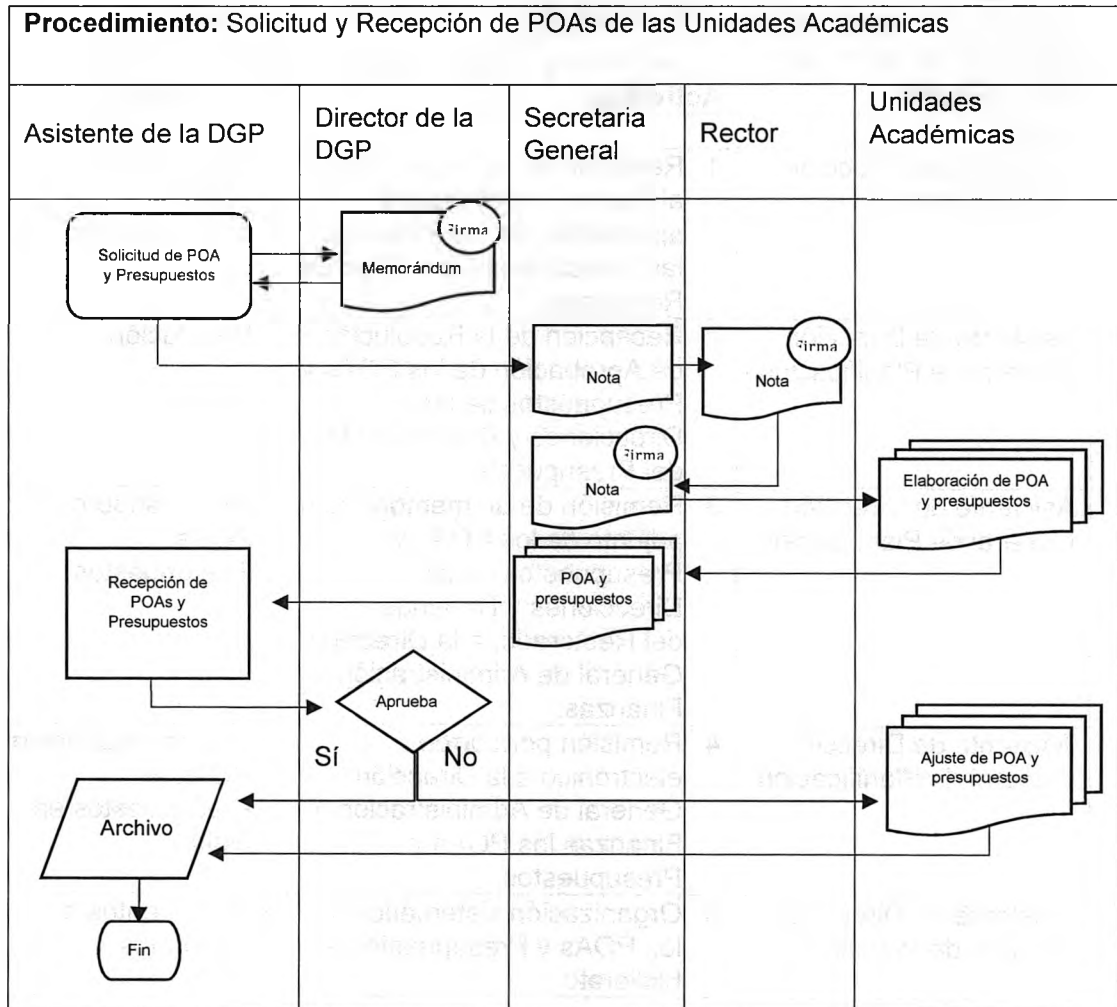 Procedimiento: Solicitud y Recepción de POAs de las Unidades Académicas
Asistente de la DGP
Director de la
DGP
Secretaria
General
Rector
Unidades
Académicas
Solicitud de POA
y Presupuestos
Firma
Memorándum
Nota
Firma
Nota
Firma
Nota
Elaboración de POA
y presupuestos
Recepción de
POAs y
Presupuestos
POA y
presupuestos
Aprueba
Sí
No
Ajuste de POA y
presupuestos
Archivo
Fin